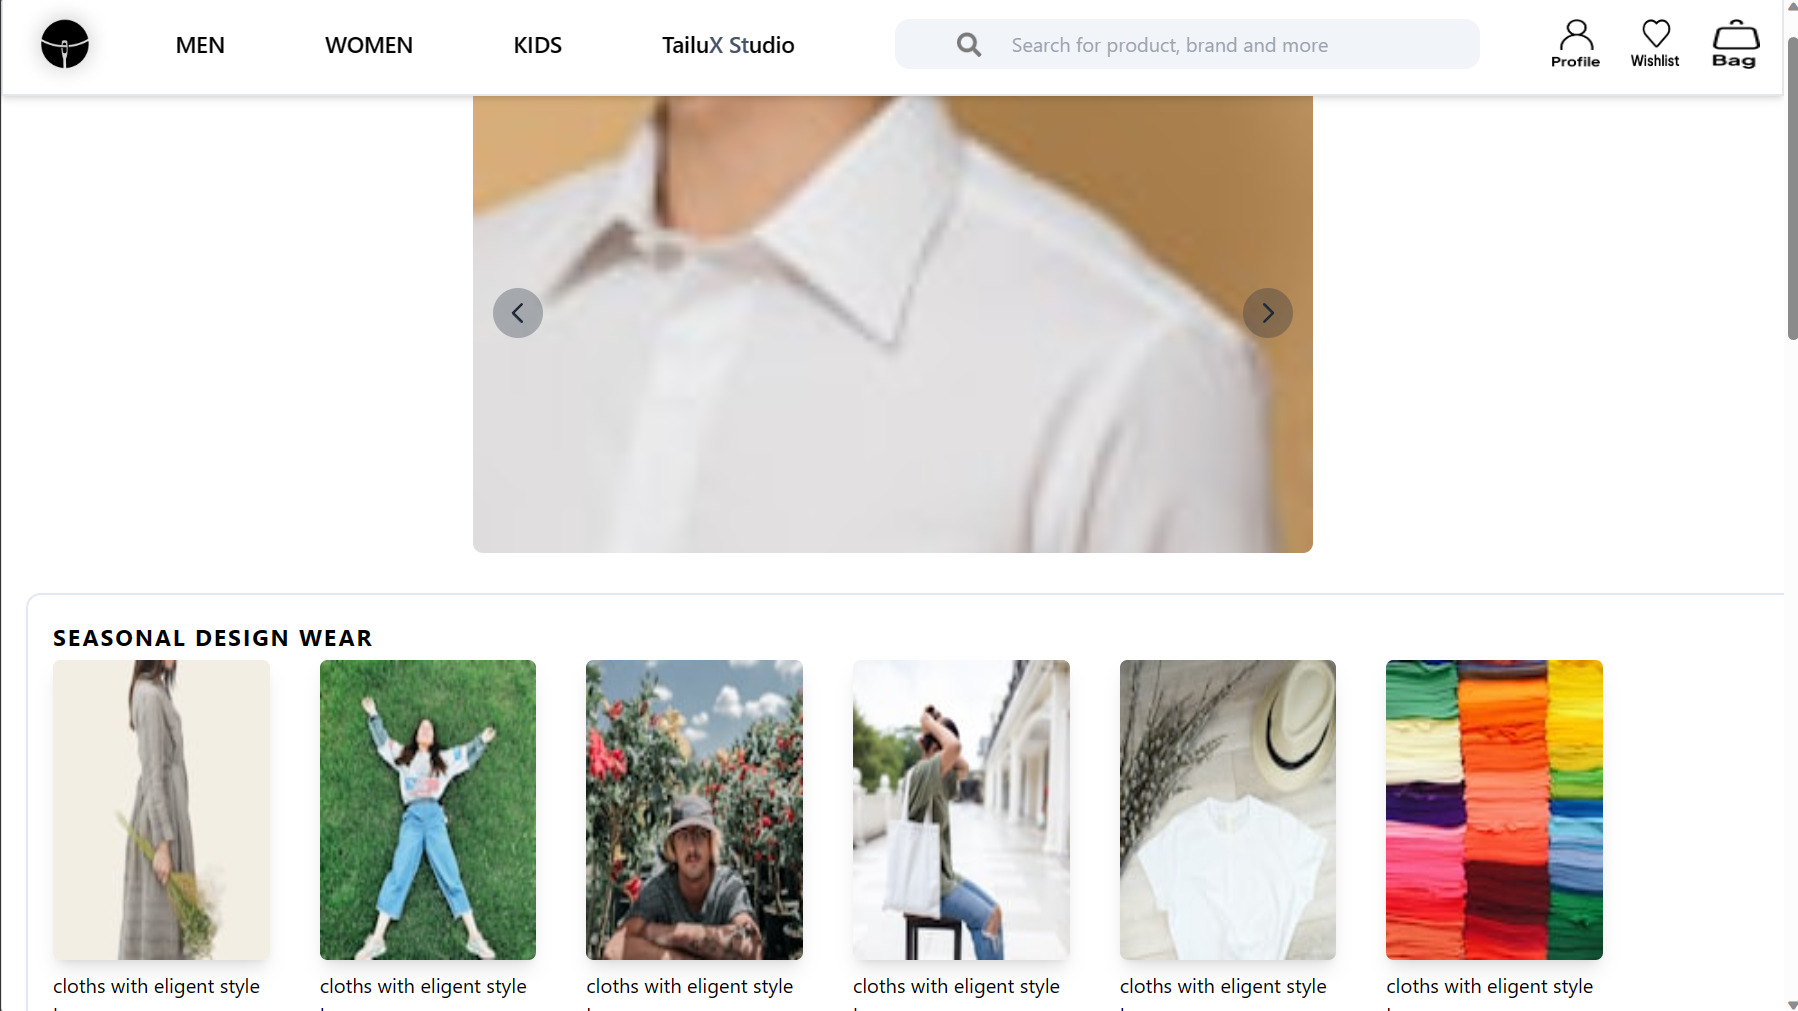 MEN WOMEN KIDS TailuX Studio Search for product, brand and more Profile Wishlist Bag
SEASONAL DESIGN WEAR
cloths with eligent style cloths with eligent style cloths with eligent style cloths with eligent style cloths with eligent style cloths with eligent style